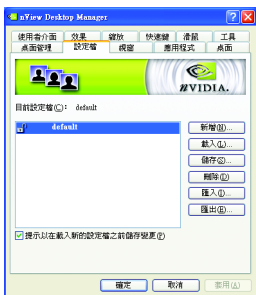 nView Desktop Manager
使用者介面 效果 縮放 快速鍵 滑鼠 工具
桌面管理 設定檔 視窗 應用程式 桌面
nVIDIA.
目前設定檔(C): default
default
新增(N)...
載入(L)...
儲存(S)...
刪除(D)
匯入(I)...
匯出(E)...
提示以在載入新的設定檔之前儲存變更(P)
確定 取消 套用(A)